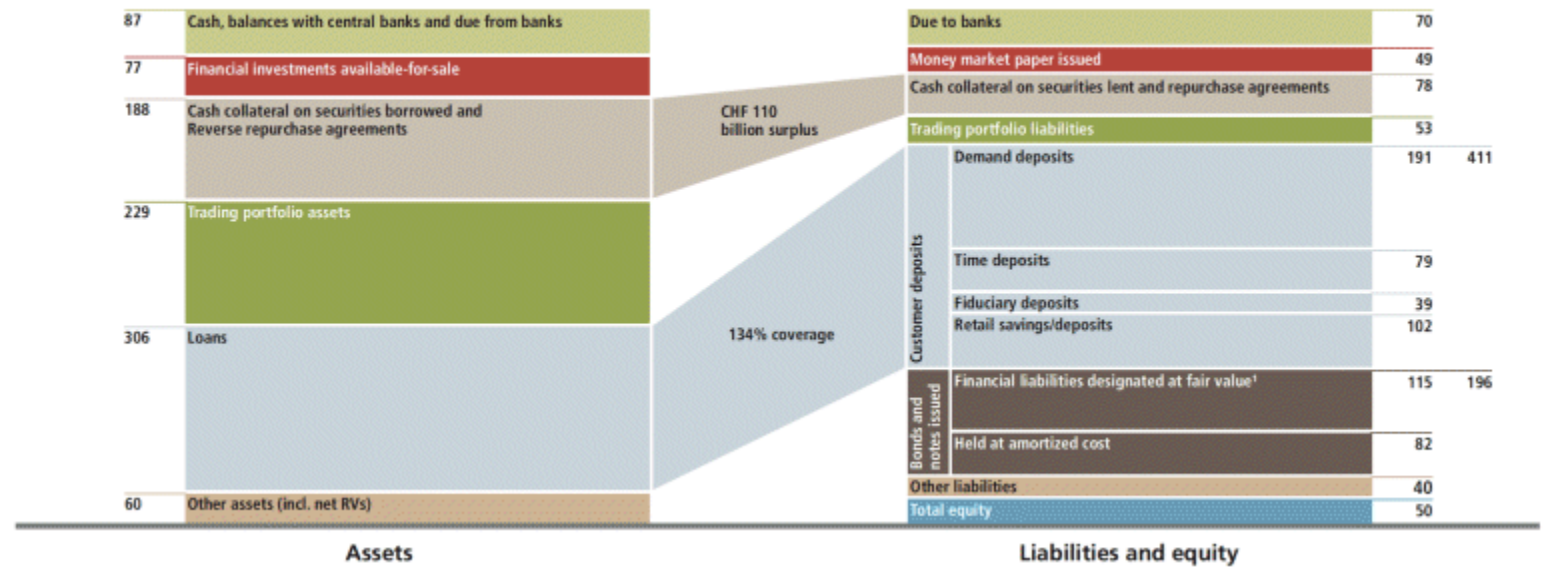 87 Cash, balances with central banks and due from banks
77 Financial investments available-for-sale
188 Cash collateral on securities borrowed and
Reverse repurchase agreements
229 Trading portfolio assets
306 Loans
60 Other assets (incl. net RVs)
Assets
CHF 110
billion surplus
134% coverage
Due to banks 70
Money market paper issued 49
Cash collateral on securities lent and repurchase agreements 78
Trading portfolio liabilities 53
Customer deposits
Demand deposits 191 411
Time deposits 79
Fiduciary deposits 39
Retail savings/deposits 102
Bonds and
notes issued
Financial liabilities designated at fair value¹ 115 196
Held at amortized cost 82
Other liabilities 40
Total equity 50
Liabilities and equity